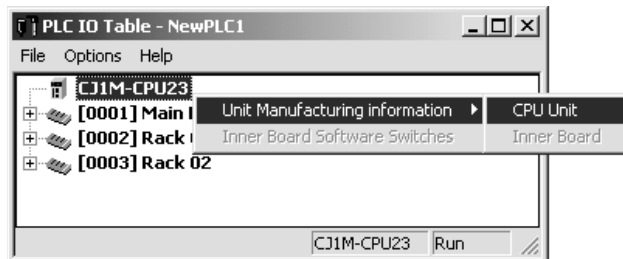 PLC IO Table - NewPLC1
File Options Help
CJ1M-CPU23
[0001] Main
Unit Manufacturing information
CPU Unit
[0002] Rack
Inner Board Software Switches
Inner Board
[0003] Rack 02
CJ1M-CPU23 Run